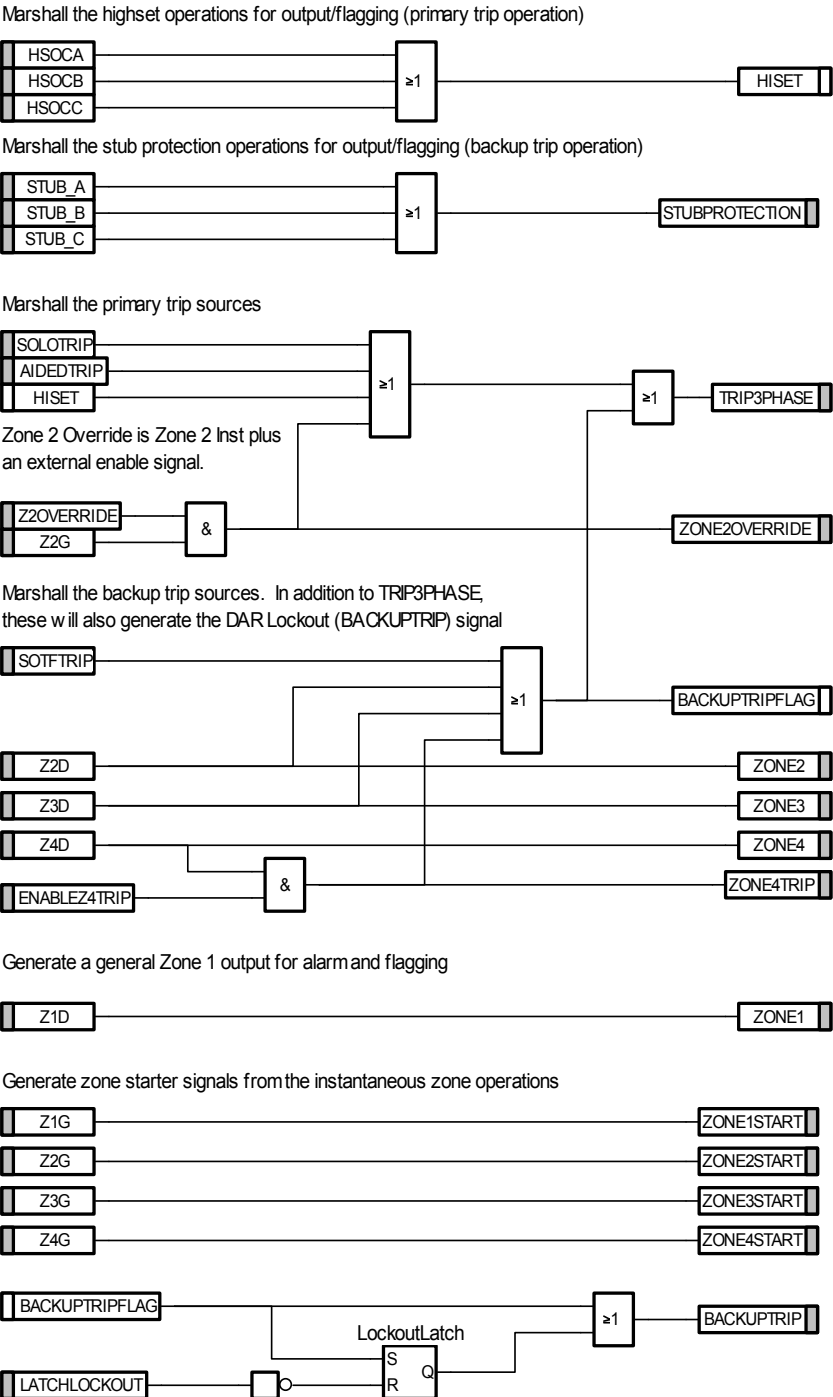 Marshall the highset operations for output/flagging (primary trip operation)
HSOCA
HSOCB
HSOCC
≥1
HISET
Marshall the stub protection operations for output/flagging (backup trip operation)
STUB_A
STUB_B
STUB_C
≥1
STUBPROTECTION
Marshall the primary trip sources
SOLOTRIP
AIDEDTRIP
HISET
≥1
≥1
TRIP3PHASE
Zone 2 Override is Zone 2 Inst plus
an external enable signal.
Z2OVERRIDE
Z2G
&
ZONE2OVERRIDE
Marshall the backup trip sources. In addition to TRIP3PHASE,
these will also generate the DAR Lockout (BACKUPTRIP) signal
SOTFTRIP
≥1
BACKUPTRIPFLAG
Z2D
ZONE2
Z3D
ZONE3
Z4D
ZONE4
ENABLEZ4TRIP
&
ZONE4TRIP
Generate a general Zone 1 output for alarm and flagging
Z1D
ZONE1
Generate zone starter signals from the instantaneous zone operations
Z1G
ZONE1START
Z2G
ZONE2START
Z3G
ZONE3START
Z4G
ZONE4START
BACKUPTRIPFLAG
≥1
BACKUPTRIP
LockoutLatch
S
Q
R
LATCHLOCKOUT